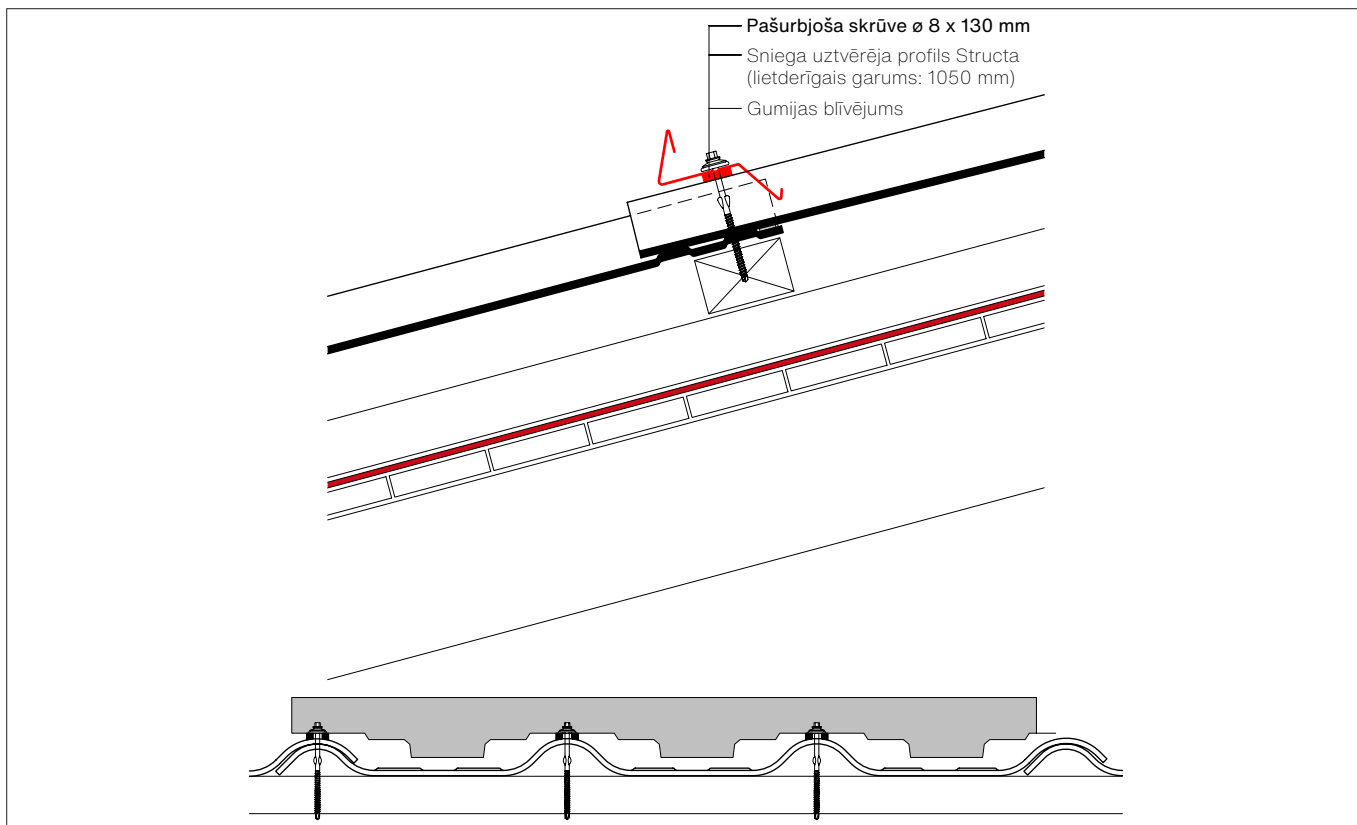 Pašurbjoša skrūve ø 8 x 130 mm
Sniega uztvērēja profils Structa
(lietderīgais garums: 1050 mm)
Gumijas blīvējums